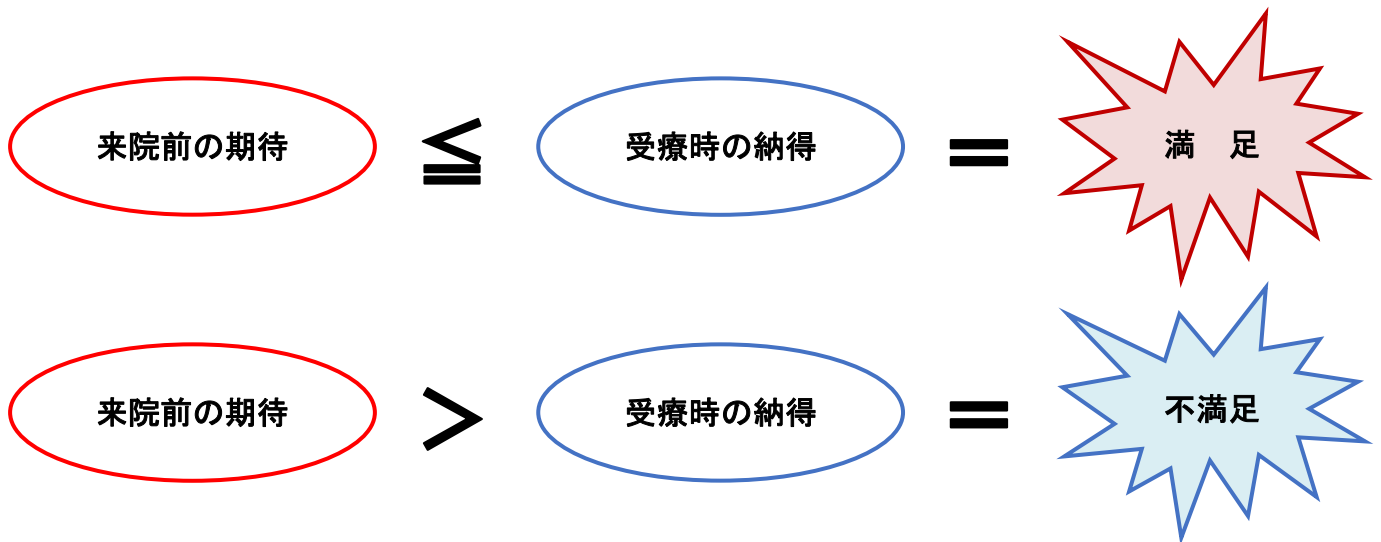 来院前の期待 ≦ 受療時の納得 = 満 足
来院前の期待 > 受療時の納得 = 不満足